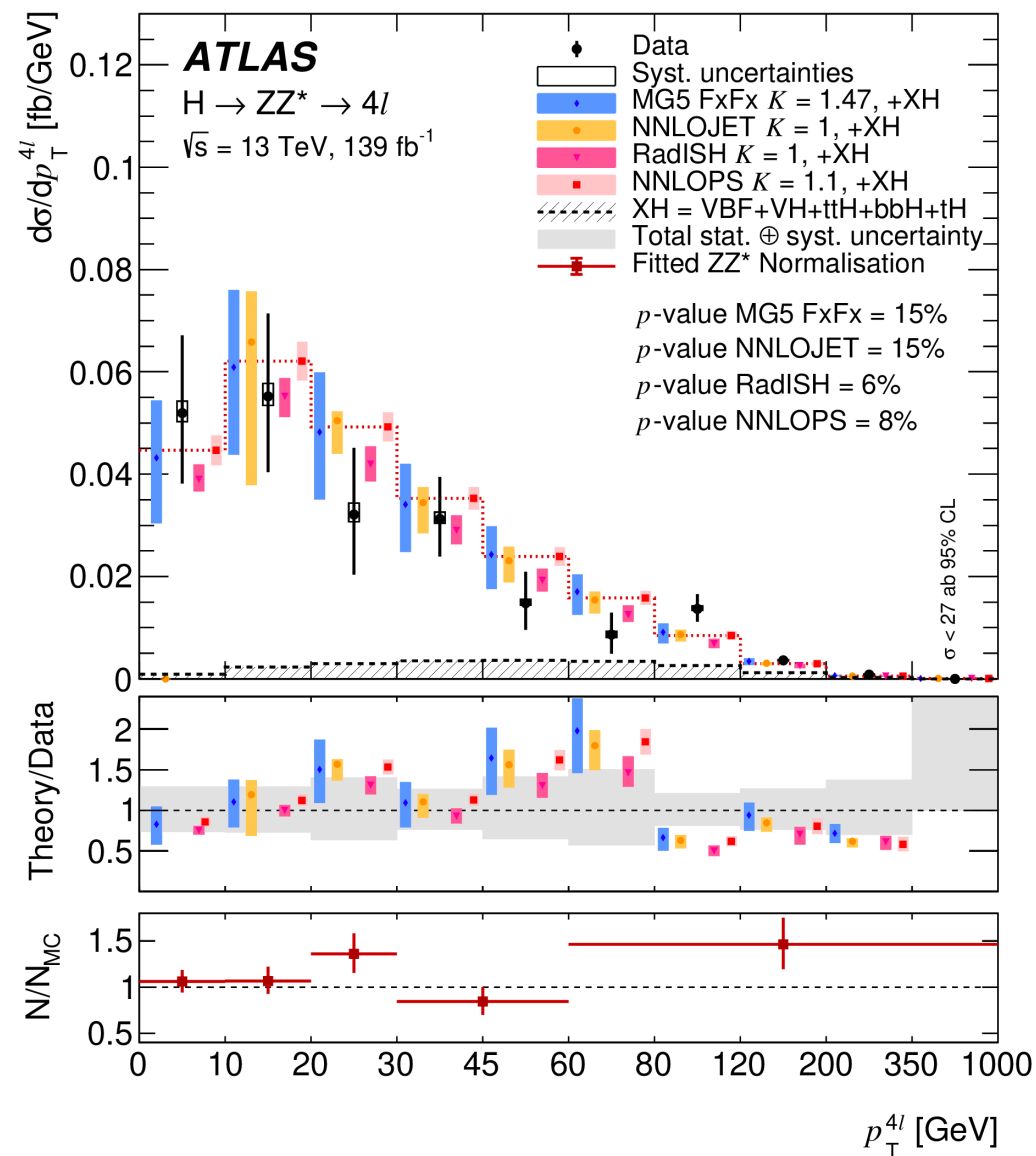 dσ/dp_T^{4l} [fb/GeV]
ATLAS
H → ZZ* → 4l
√s = 13 TeV, 139 fb⁻¹
Data
Syst. uncertainties
MG5 FxFx K = 1.47, +XH
NNLOJET K = 1, +XH
RadISH K = 1, +XH
NNLOPS K = 1.1, +XH
XH = VBF+VH+ttH+bbH+tH
Total stat. ⊕ syst. uncertainty
Fitted ZZ* Normalisation
p-value MG5 FxFx = 15%
p-value NNLOJET = 15%
p-value RadISH = 6%
p-value NNLOPS = 8%
σ < 27 ab 95% CL
0.12
0.1
0.08
0.06
0.04
0.02
0
Theory/Data
2
1.5
1
0.5
N/N_MC
1.5
1
0.5
0 10 20 30 45 60 80 120 200 350 1000
p_T^{4l} [GeV]